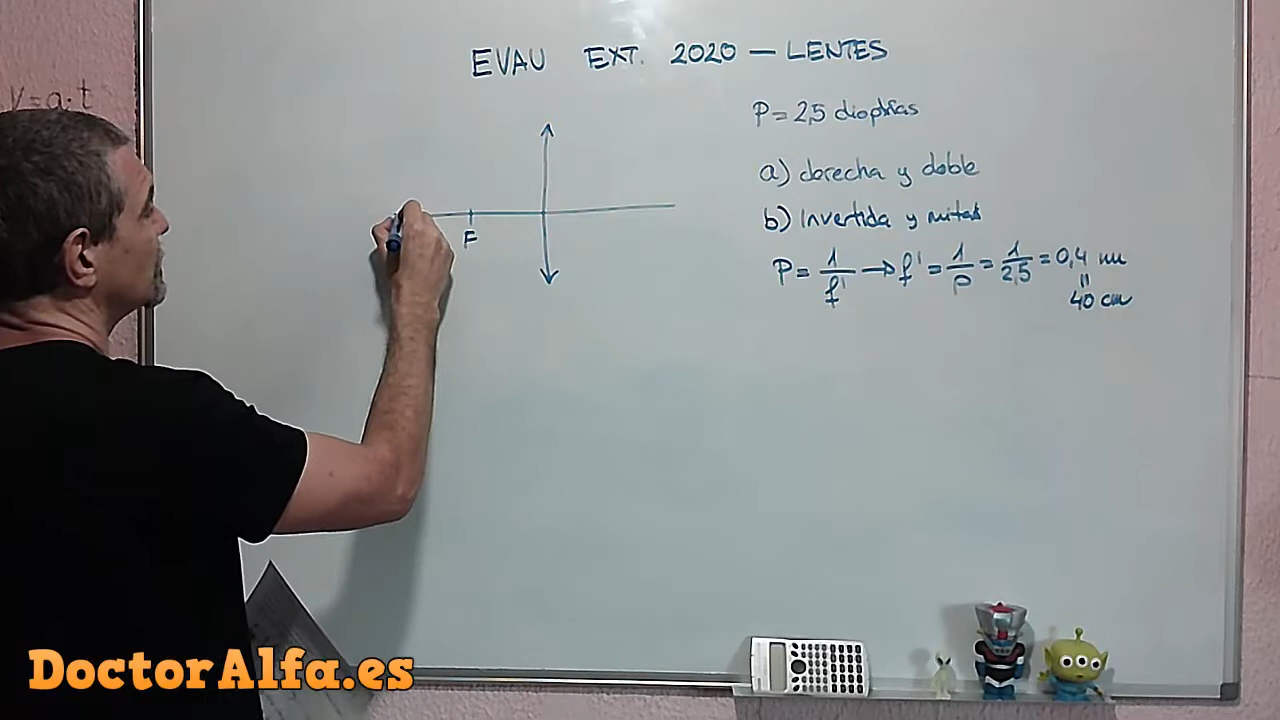 EVAU EXT. 2020 — LENTES
v=a·t
P=2,5 dioptrías
a) derecha y doble
b) Invertida y mitad
P= 1/f' → f' = 1/P = 1/2,5 = 0,4 m
=
40 cm
F
DoctorAlfa.es